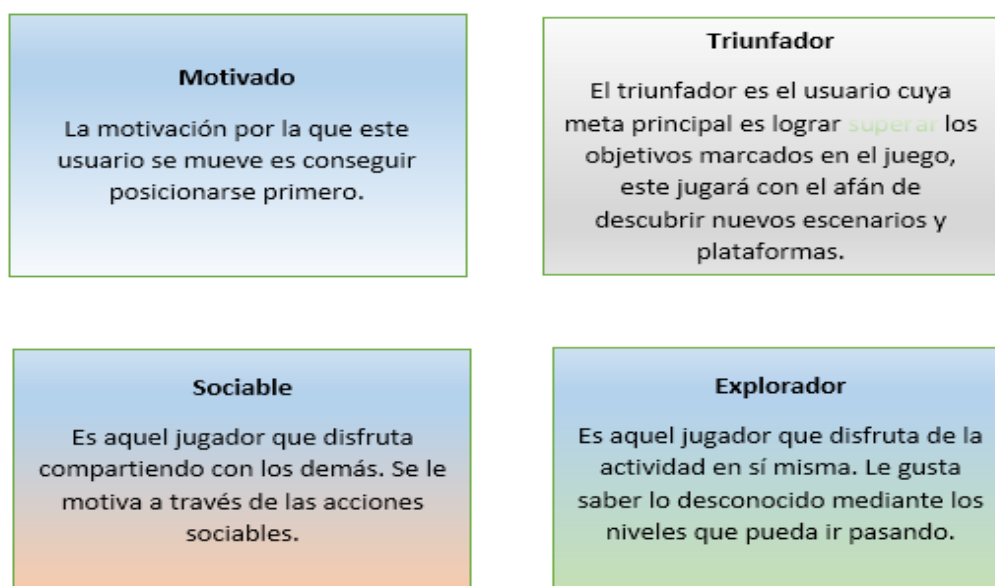 Motivado
La motivación por la que este
usuario se mueve es conseguir
posicionarse primero.
Triunfador
El triunfador es el usuario cuya
meta principal es lograr superar los
objetivos marcados en el juego,
este jugará con el afán de
descubrir nuevos escenarios y
plataformas.
Sociable
Es aquel jugador que disfruta
compartiendo con los demás. Se le
motiva a través de las acciones
sociables.
Explorador
Es aquel jugador que disfruta de la
actividad en sí misma. Le gusta
saber lo desconocido mediante los
niveles que pueda ir pasando.